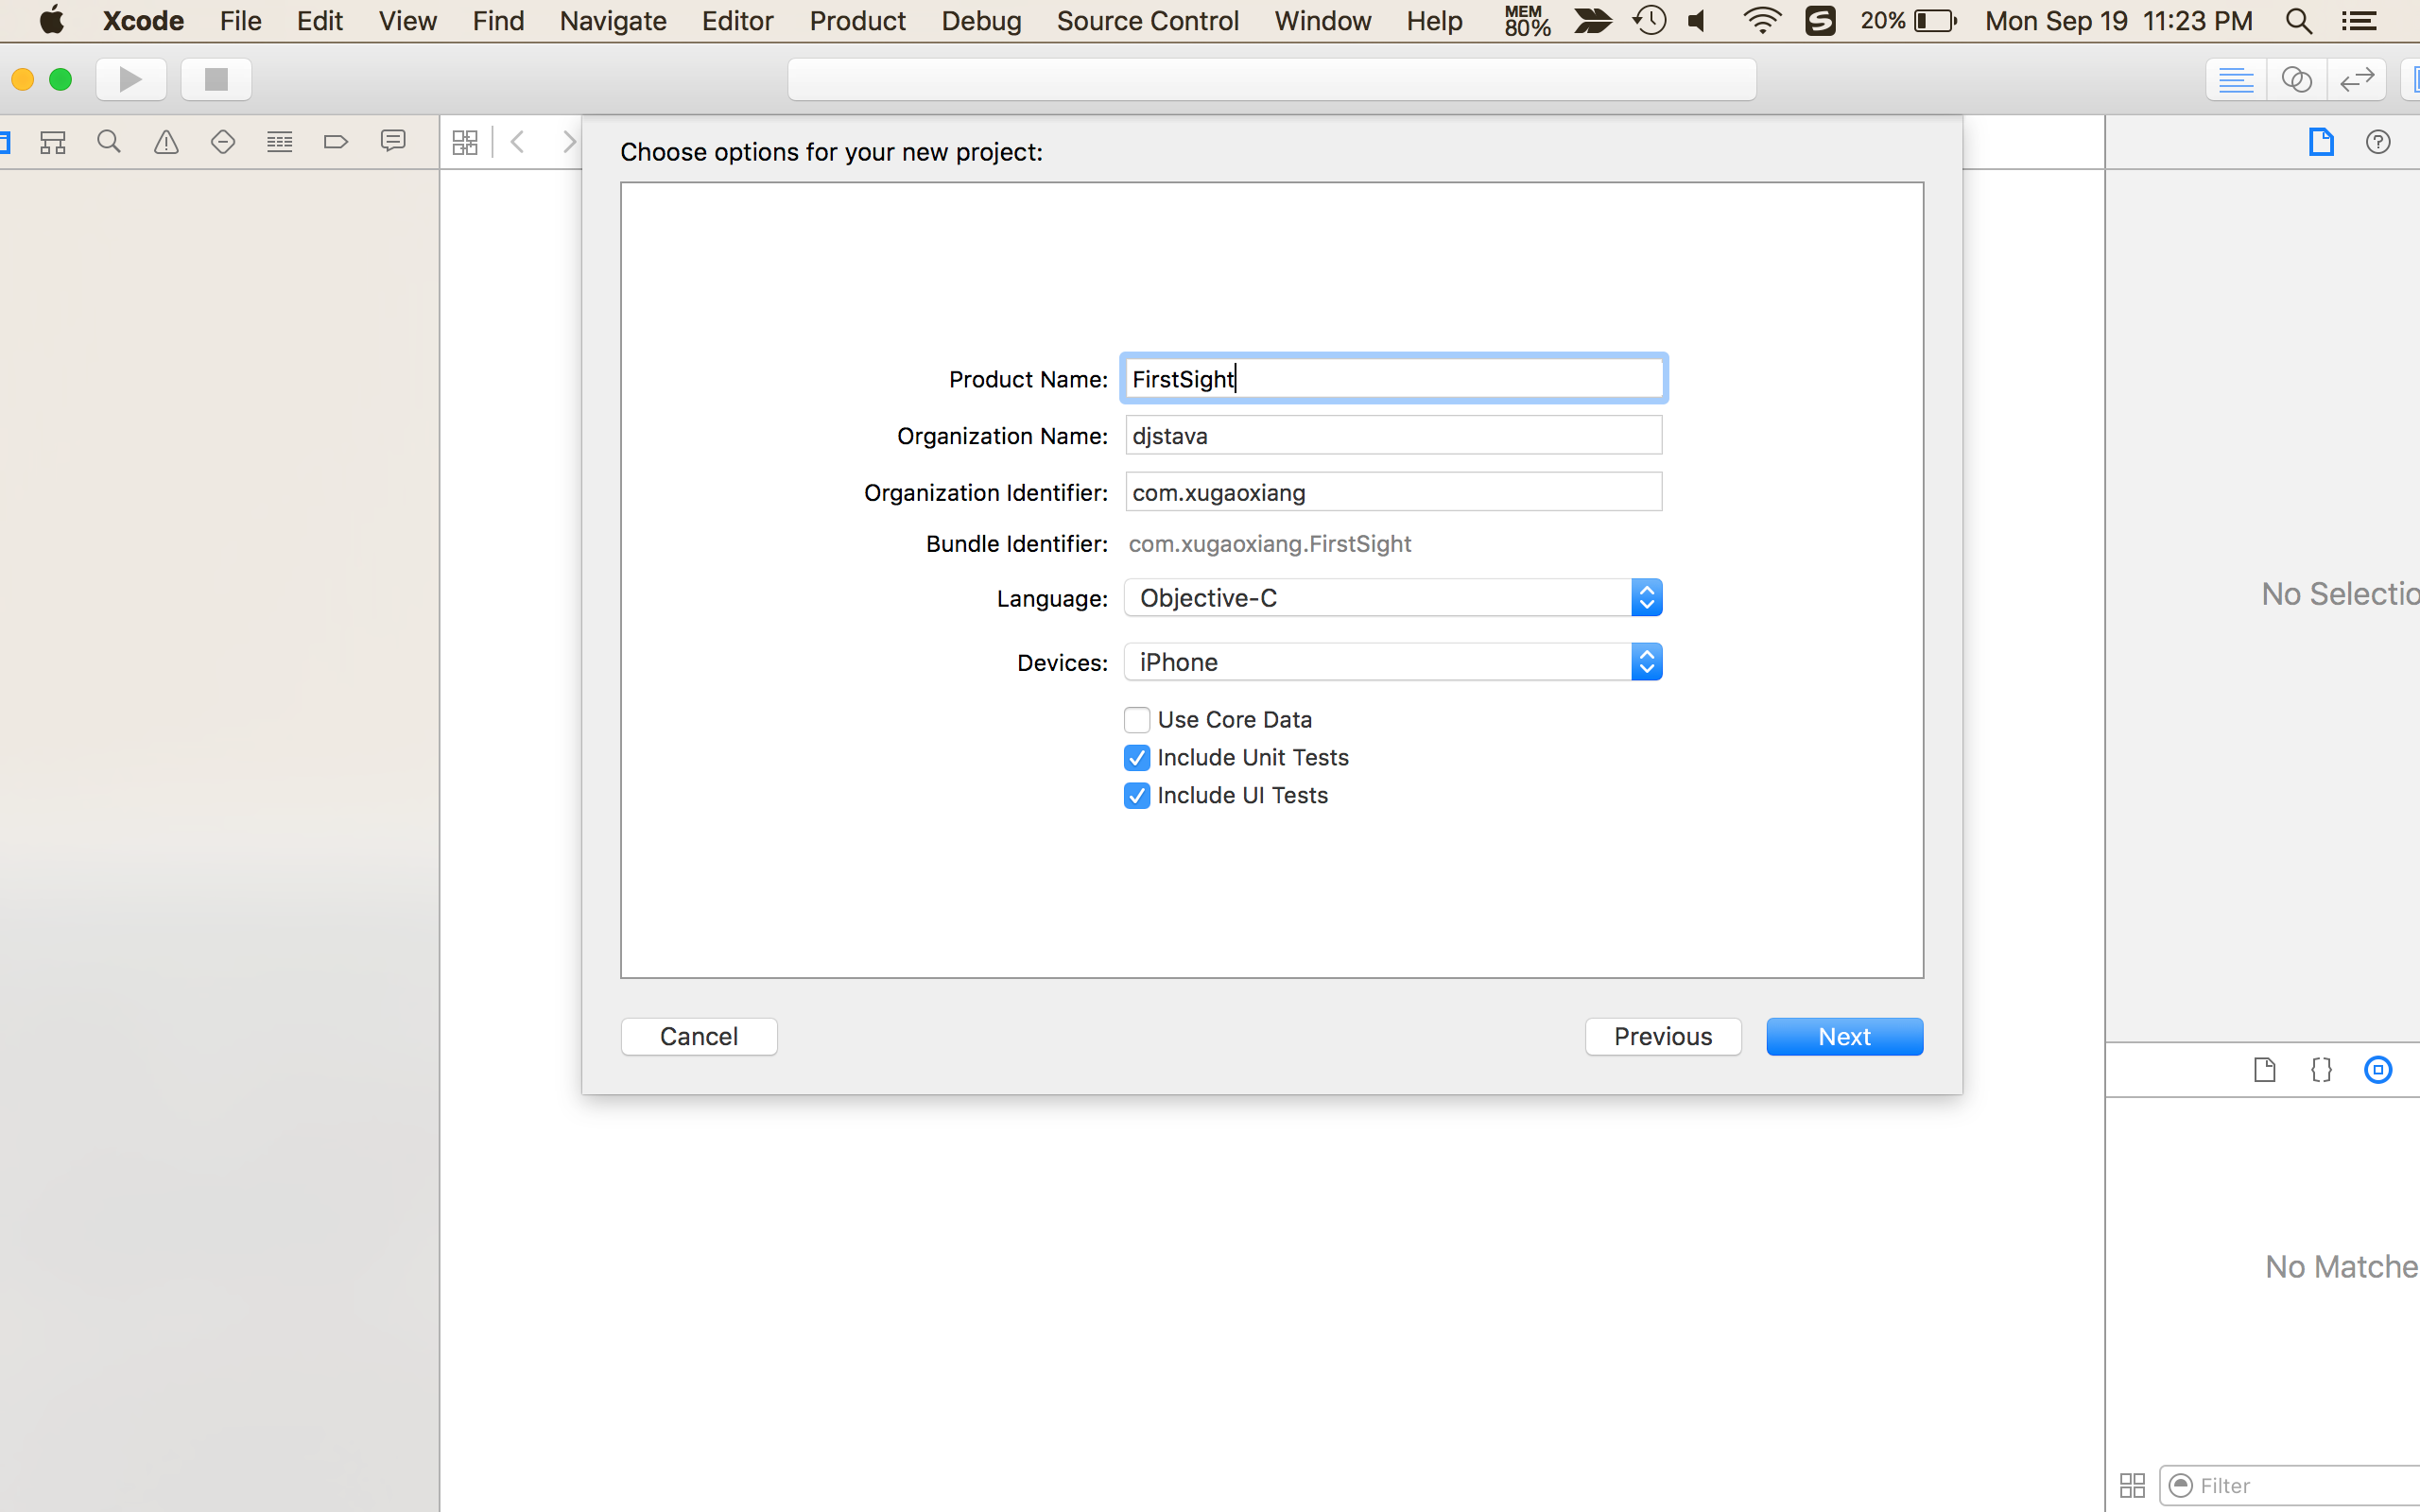 Xcode File Edit View Find Navigate Editor Product Debug Source Control Window Help MEM 80% S 20% Mon Sep 19 11:23 PM
Choose options for your new project:
Product Name: FirstSight
Organization Name: djstava
Organization Identifier: com.xugaoxiang
Bundle Identifier: com.xugaoxiang.FirstSight
Language: Objective-C
Devices: iPhone
Use Core Data
Include Unit Tests
Include UI Tests
Cancel Previous Next
No Selectio
No Matche
Filter